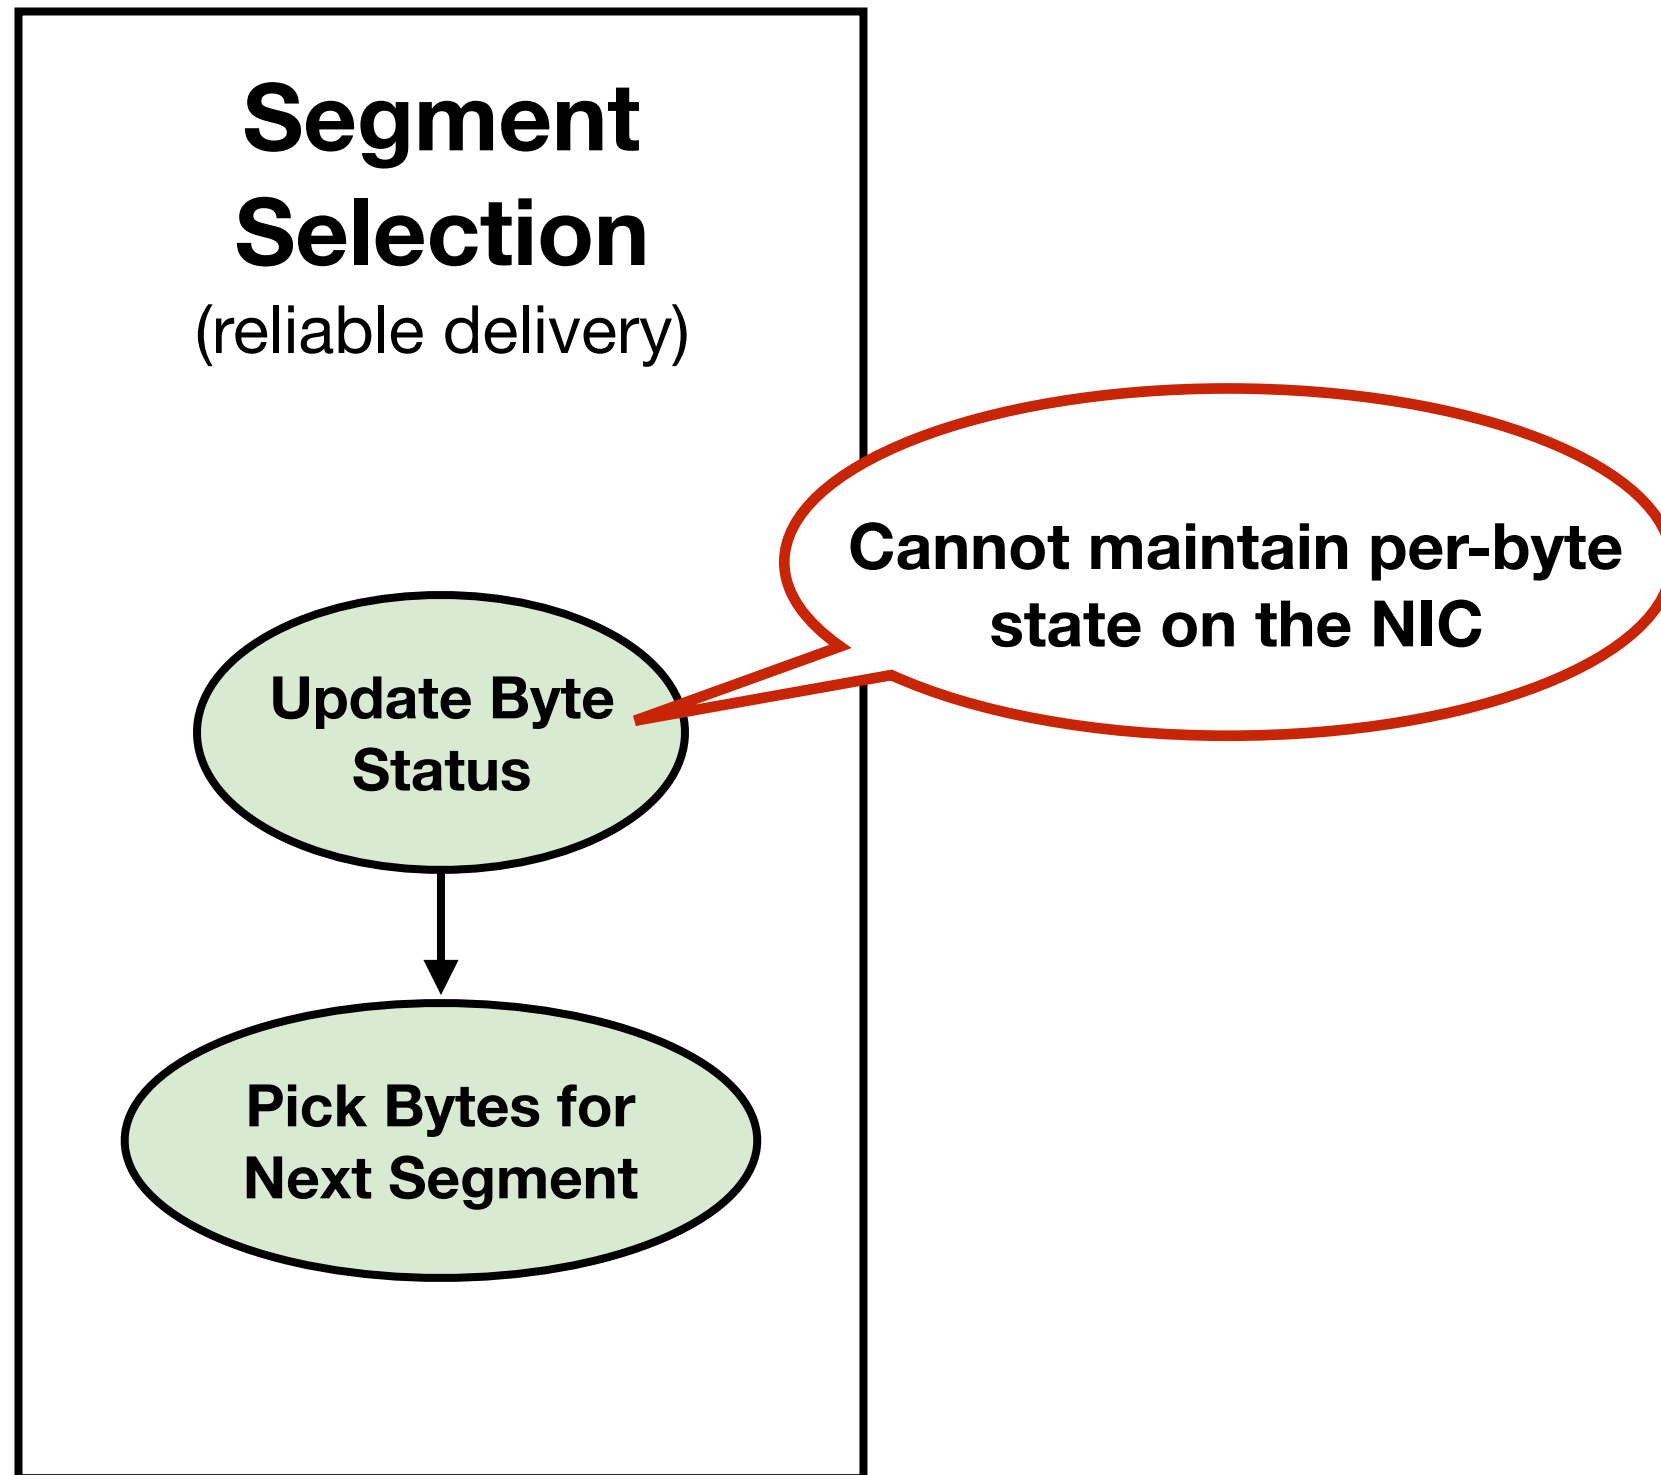 Segment
Selection
(reliable delivery)
Cannot maintain per-byte
state on the NIC
Update Byte
Status
Pick Bytes for
Next Segment